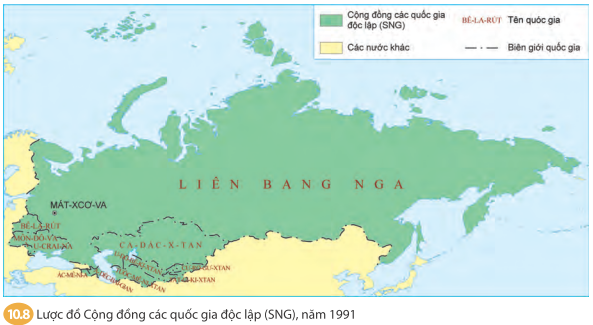 Cộng đồng các quốc gia
độc lập (SNG)
BÊ-LA-RÚT Tên quốc gia
Các nước khác
Biên giới quốc gia
LIÊN BANG NGA
MÁT-XCƠ-VA
BÊ-LA-RÚT
MÔN-ĐÔ-VA
U-CRAI-NA
CA-DẮC-X-TAN
ÁC-MÊ-NI-A
10.8 Lược đồ Cộng đồng các quốc gia độc lập (SNG), năm 1991